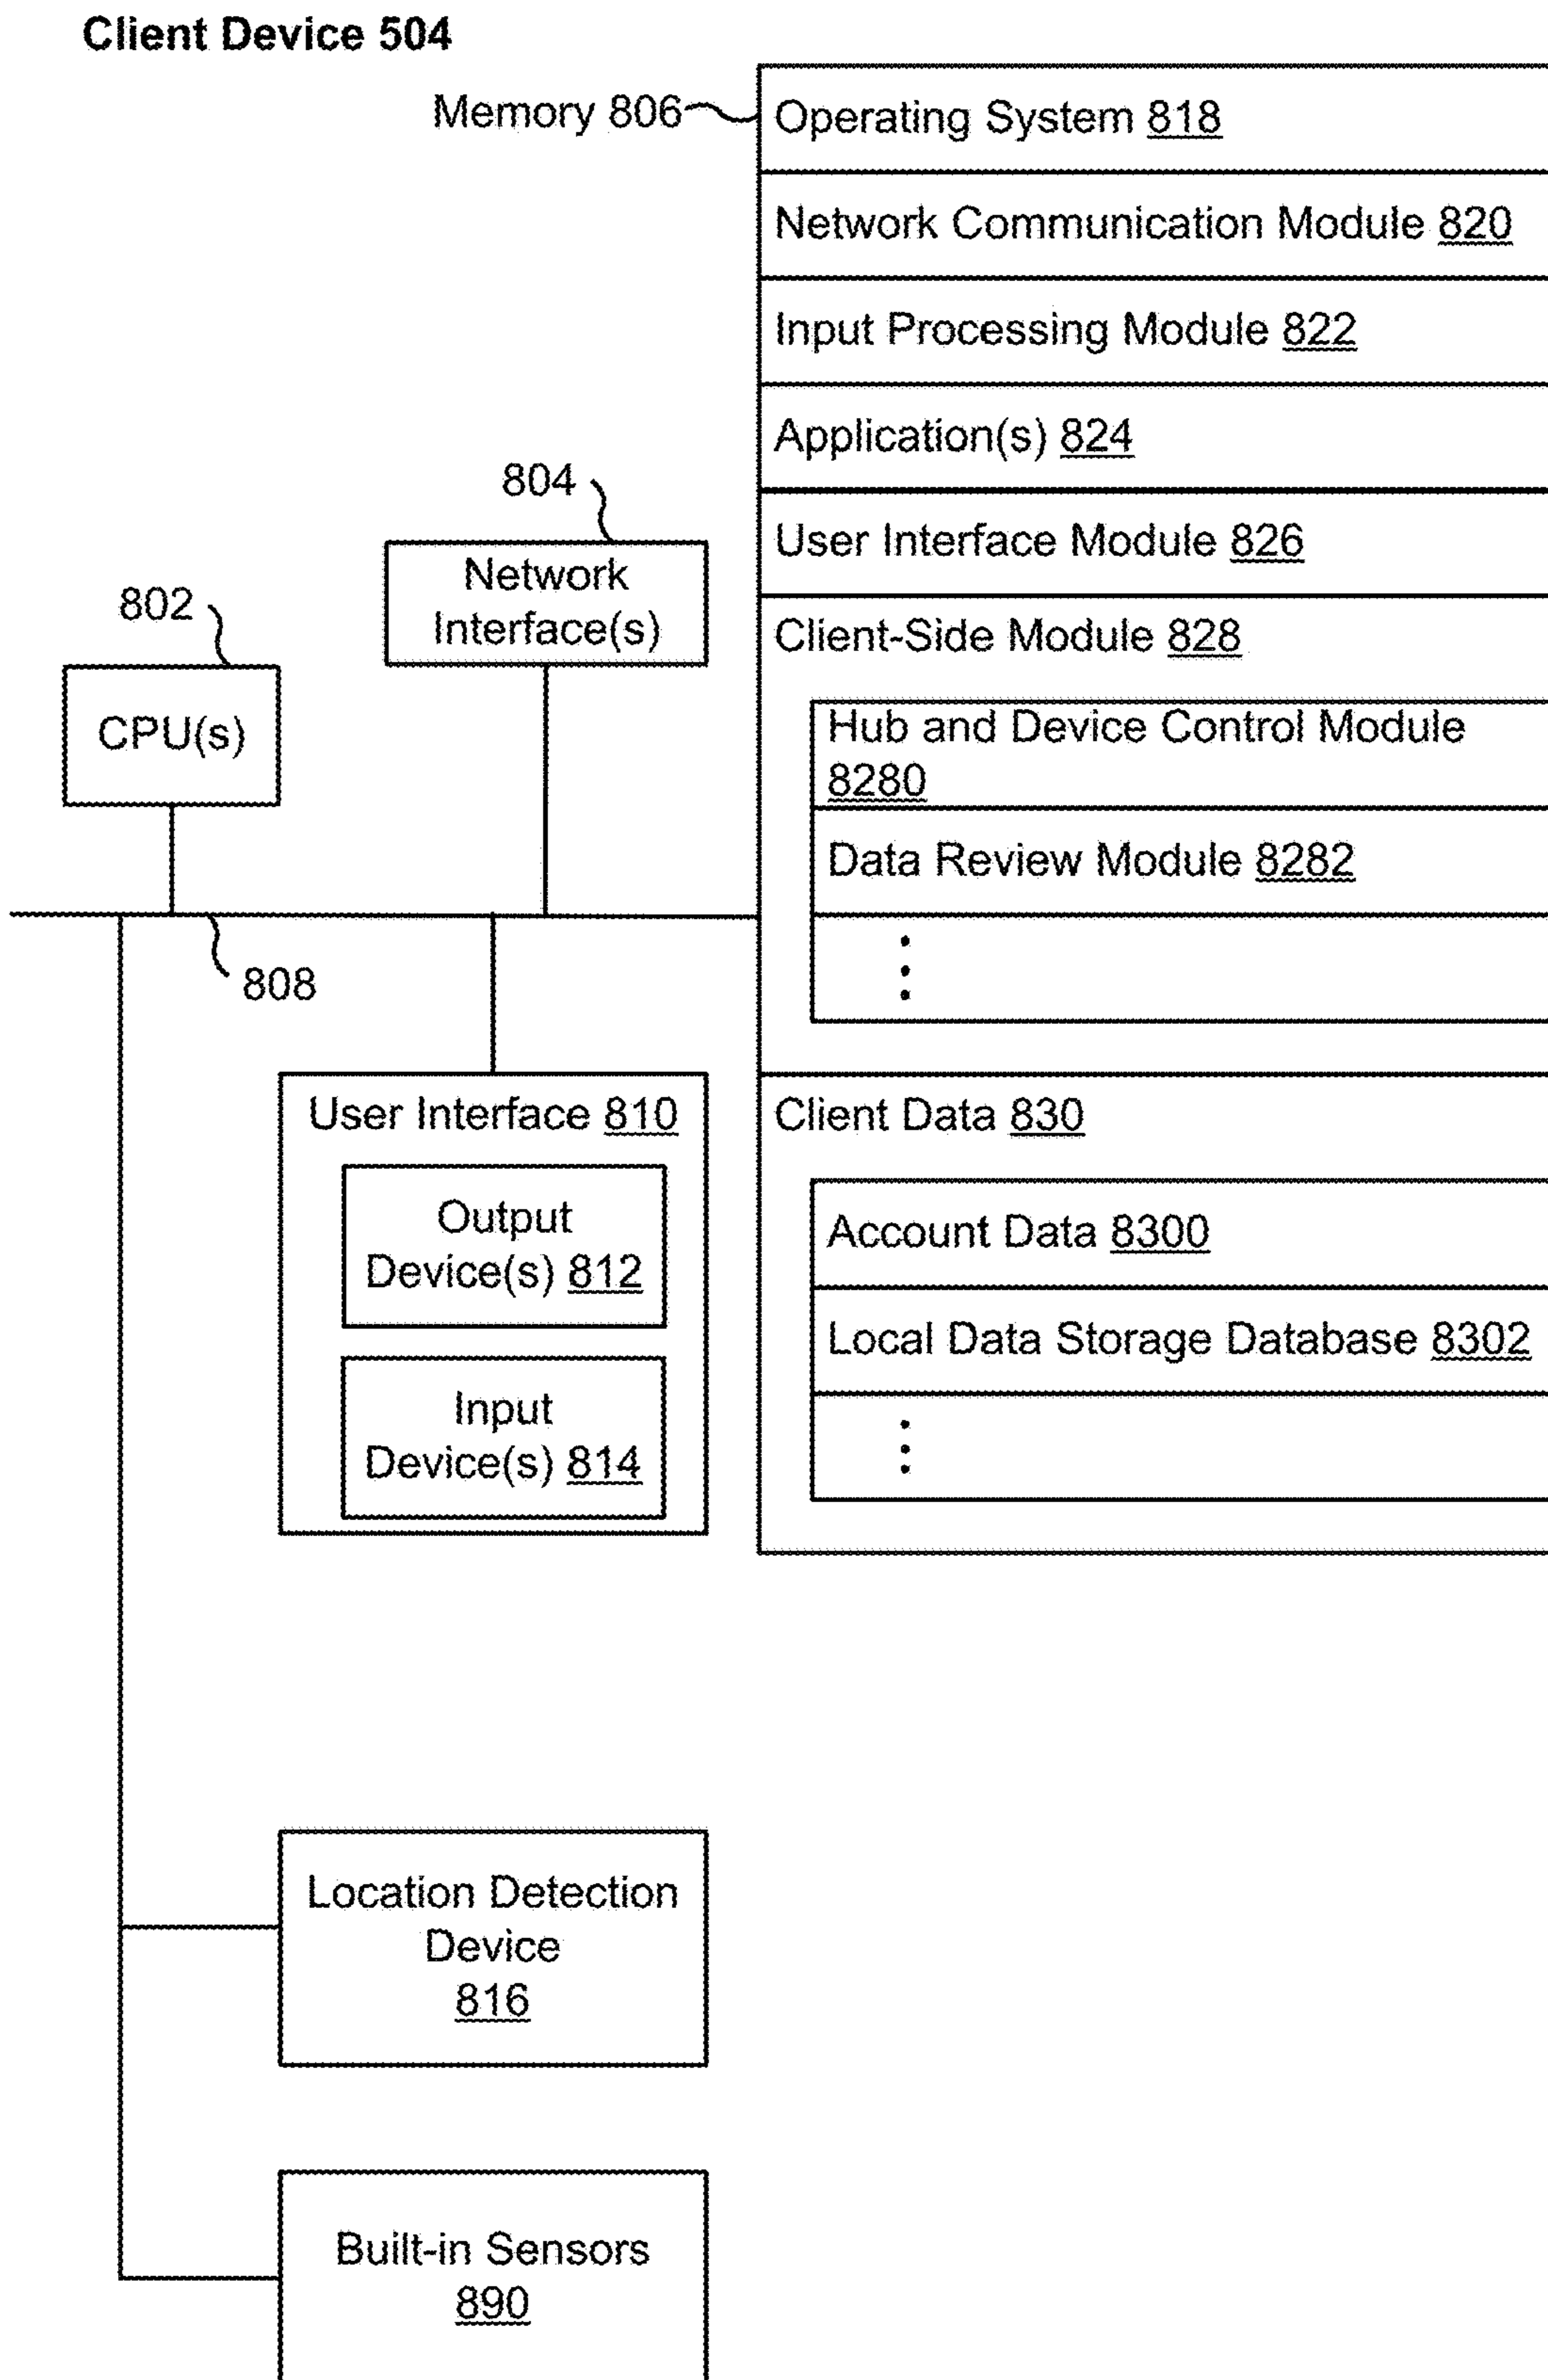 Client Device 504
Memory 806
Operating System 818
Network Communication Module 820
Input Processing Module 822
Application(s) 824
User Interface Module 826
Client-Side Module 828
Hub and Device Control Module
8280
Data Review Module 8282
804
Network
Interface(s)
802
CPU(s)
808
User Interface 810
Output
Device(s) 812
Input
Device(s) 814
Client Data 830
Account Data 8300
Local Data Storage Database 8302
Location Detection
Device
816
Built-in Sensors
890